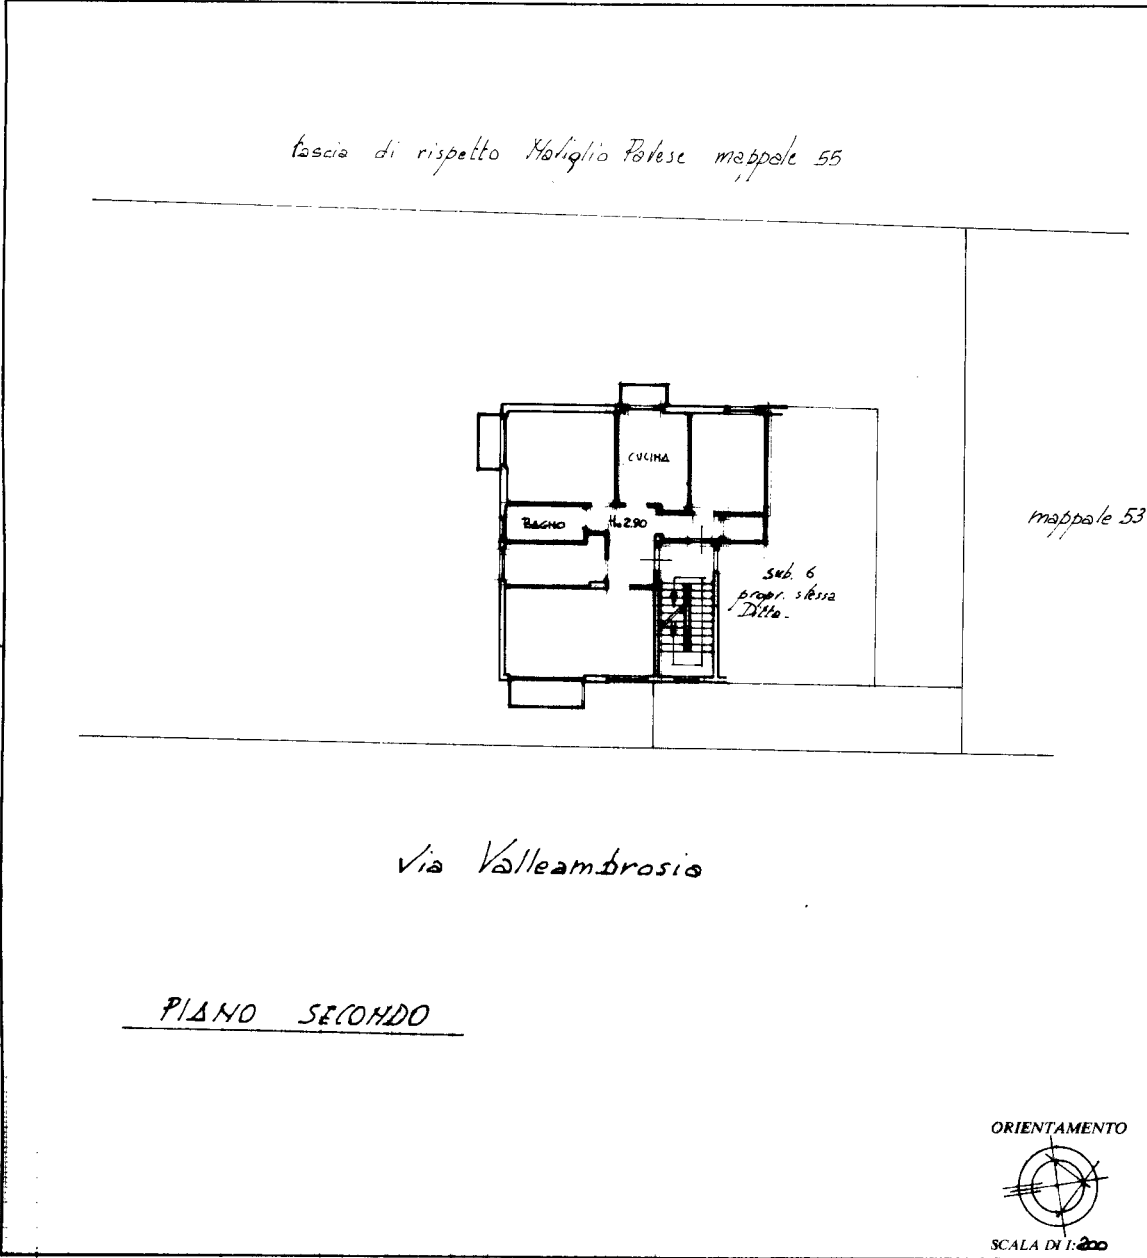 fascia di rispetto Naviglio Pavese mappale 55
CUCINA
BAGNO
H=2.90
mappale 53
sub. 6
propr. stessa
Ditta.
Via Valleambrosia
PIANO SECONDO
ORIENTAMENTO
SCALA DI 1:200